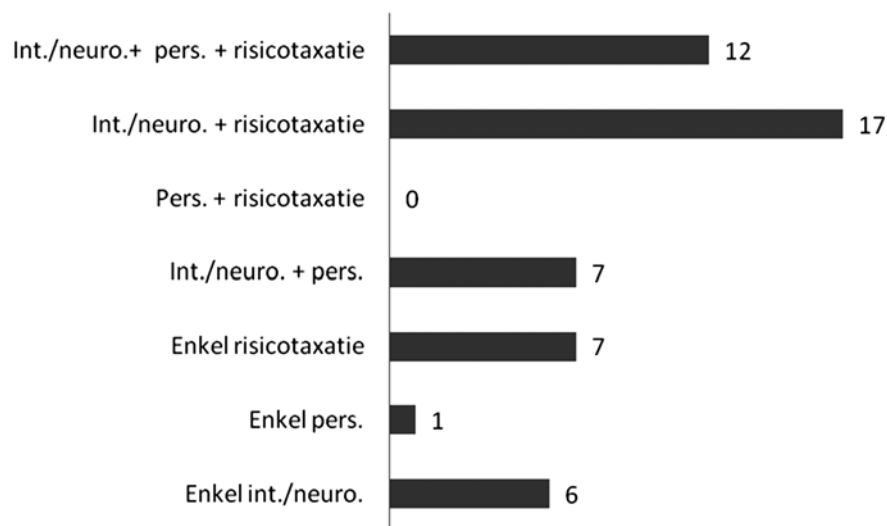 Int./neuro.+ pers. + risicotaxatie 12
Int./neuro. + risicotaxatie 17
Pers. + risicotaxatie 0
Int./neuro. + pers. 7
Enkel risicotaxatie 7
Enkel pers. 1
Enkel int./neuro. 6